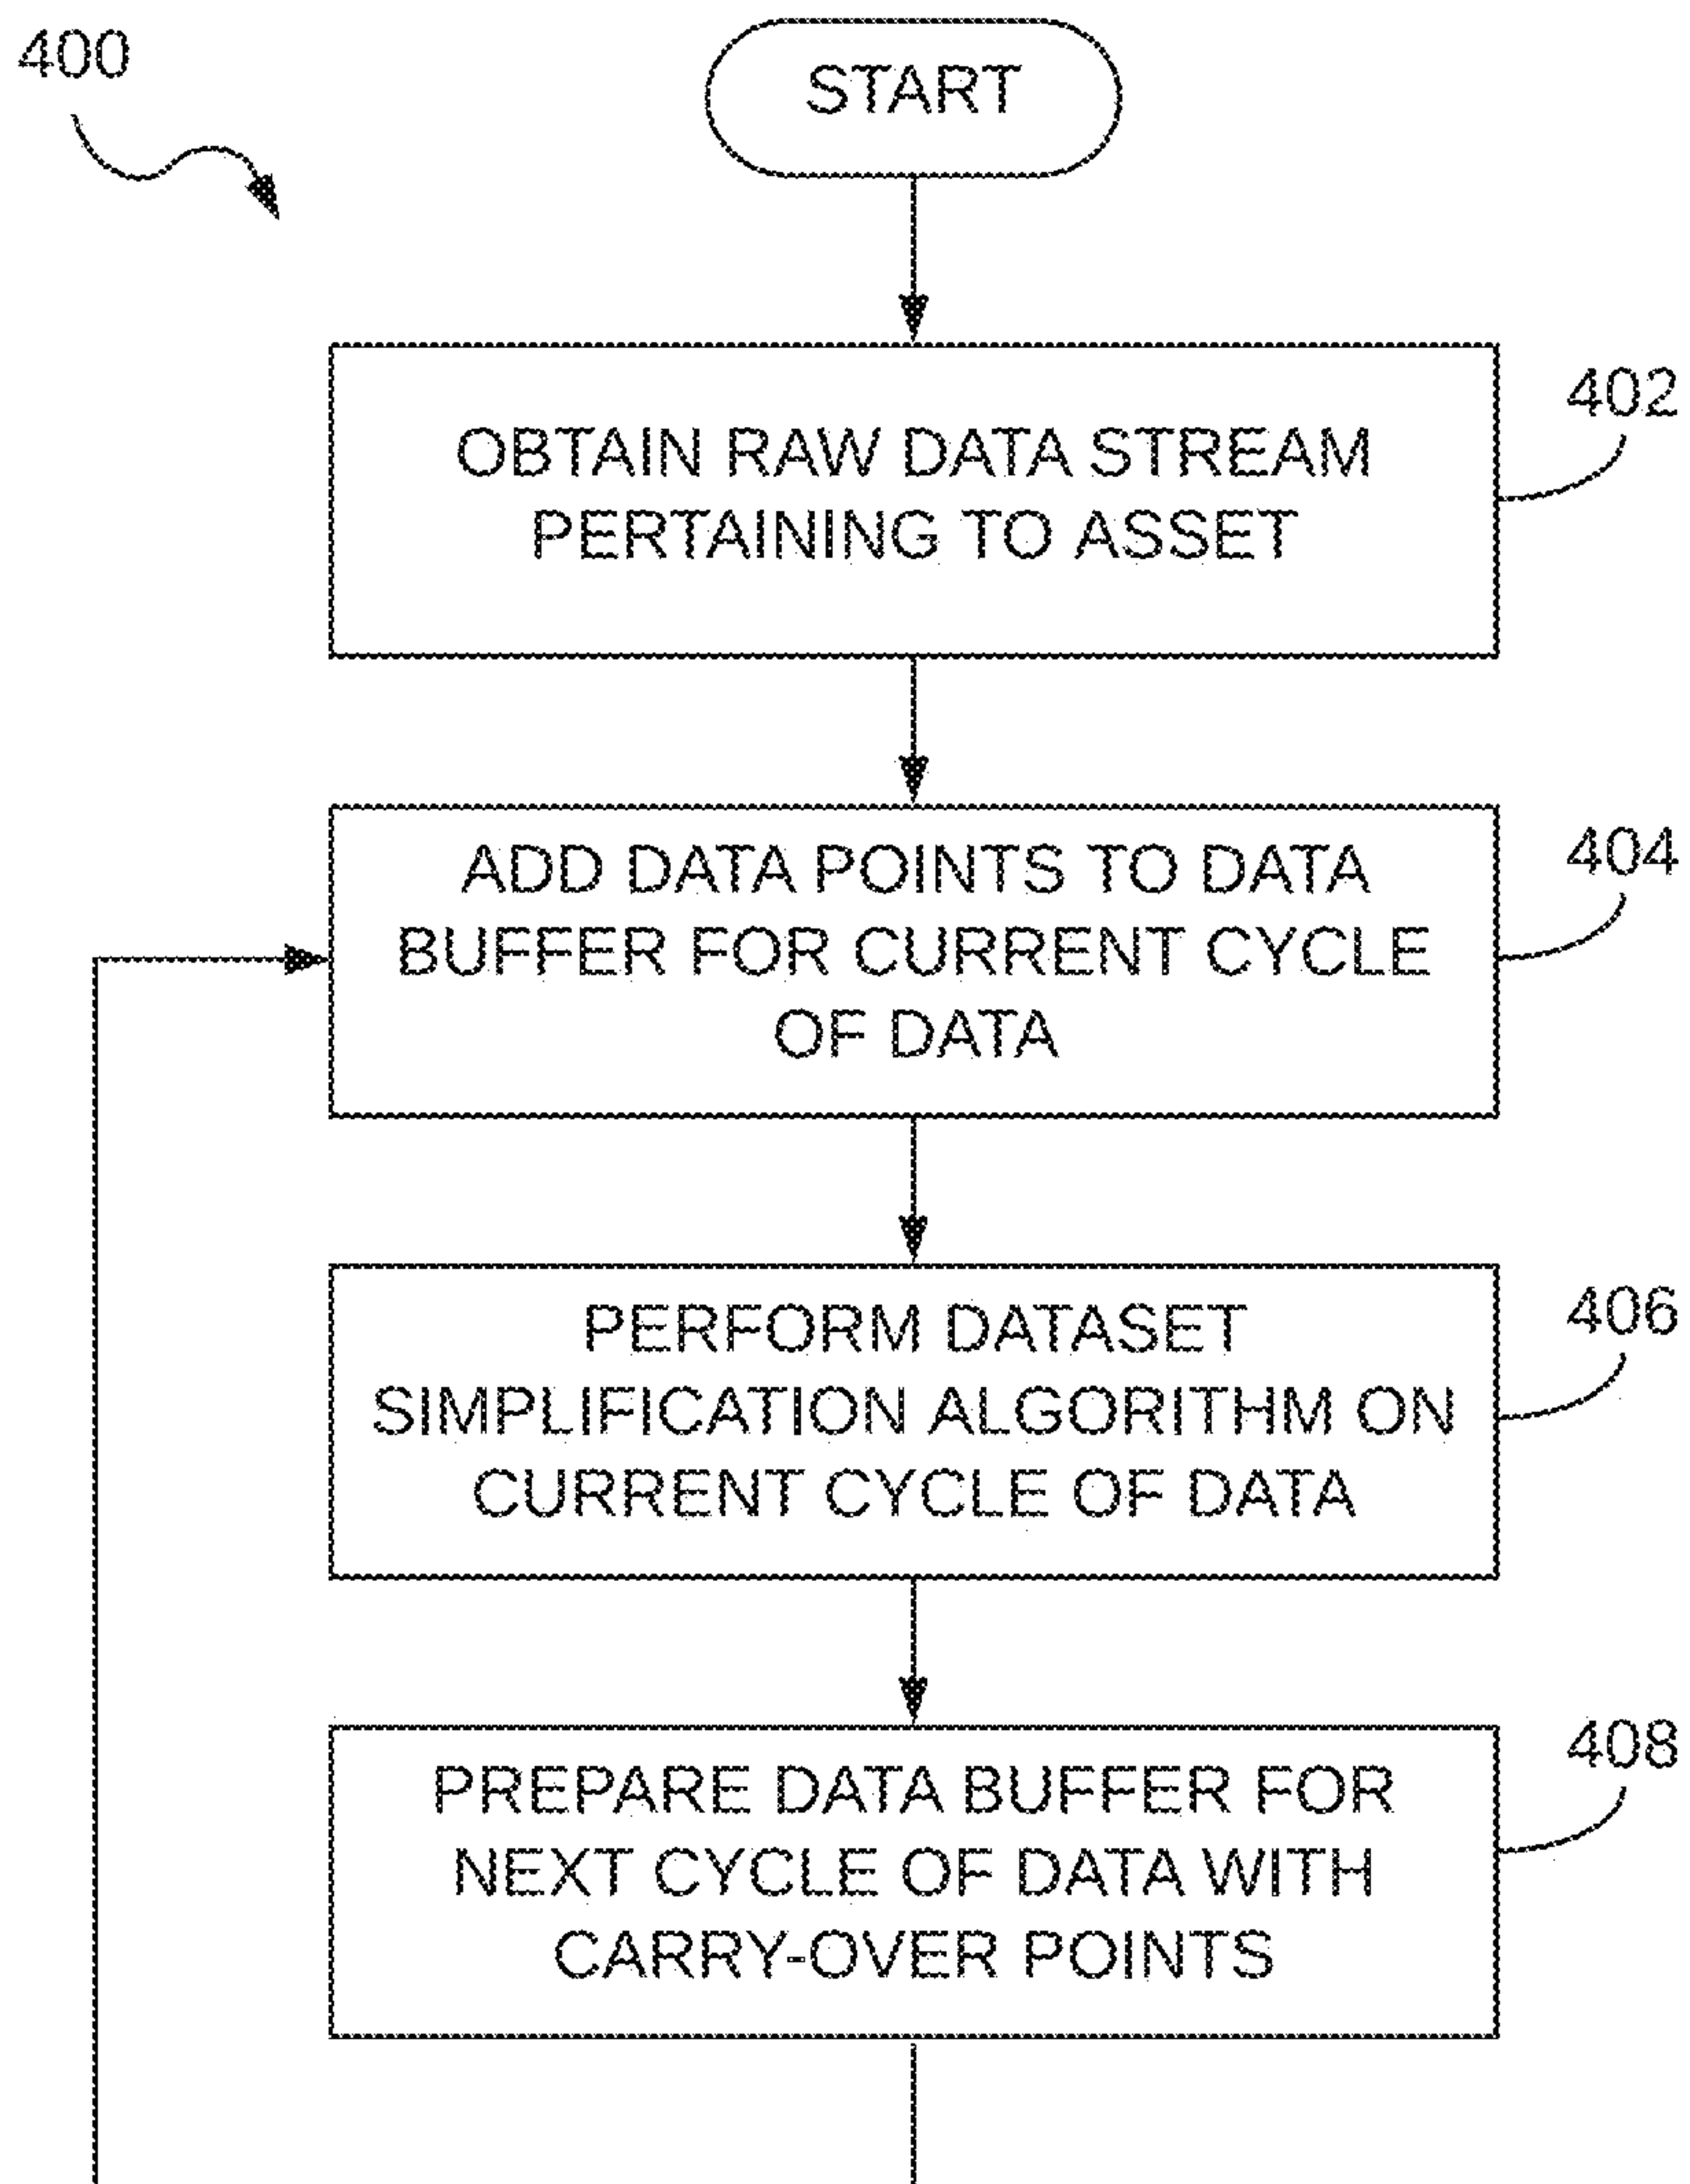 400
START
402
OBTAIN RAW DATA STREAM
PERTAINING TO ASSET
404
ADD DATA POINTS TO DATA
BUFFER FOR CURRENT CYCLE
OF DATA
406
PERFORM DATASET
SIMPLIFICATION ALGORITHM ON
CURRENT CYCLE OF DATA
408
PREPARE DATA BUFFER FOR
NEXT CYCLE OF DATA WITH
CARRY-OVER POINTS